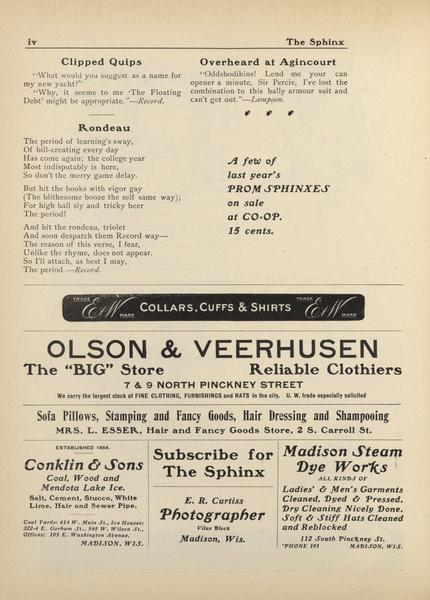 iv The Sphinx
Clipped Quips
"What would you suggest as a name for
my new yacht?"
"Why, it seems to me 'The Floating
Debt' might be appropriate."—Record.
Rondeau
The period of learning's sway,
Of bill-creating every day
Has come again; the college year
Most indisputably is here,
So don't the merry game delay.
But hit the books with vigor gay
(The blithesome booze the self same way);
For high ball sly and tricky beer
The period!
And hit the rondeau, triolet
And soon despatch them Record way—
The reason of this verse, I fear,
Unlike the rhyme, does not appear.
So I'll attach, as best I may,
The period.—Record.
Overheard at Agincourt
"Oddsbodikins! Lend me your can
opener a minute, Sir Percie, I've lost the
combination to this bally armour suit and
can't get out."—Lampoon.
A few of
last year's
PROM SPHINXES
on sale
at CO-OP.
15 cents.
TRADE E&W MARK COLLARS, CUFFS & SHIRTS TRADE E&W MARK
OLSON & VEERHUSEN
The "BIG" Store Reliable Clothiers
7 & 9 NORTH PINCKNEY STREET
We carry the largest stock of FINE CLOTHING, FURNISHINGS and HATS in the city. U. W. trade especially solicited
Sofa Pillows, Stamping and Fancy Goods, Hair Dressing and Shampooing
MRS. L. ESSER, Hair and Fancy Goods Store, 2 S. Carroll St.
ESTABLISHED 1854.
Conklin & Sons
Coal, Wood and
Mendota Lake Ice.
Salt, Cement, Stucco, White
Lime, Hair and Sewer Pipe.
Coal Yards: 614 W. Main St., Ice Houses:
322-4 E. Gorham St., 548 W. Wilson St.,
Offices: 105 E. Washington Avenue.
MADISON, WIS.
Subscribe for
The Sphinx
E. R. Curtiss
Photographer
Vilas Block
Madison, Wis.
Madison Steam
Dye Works
ALL KINDS OF
Ladies' & Men's Garments
Cleaned, Dyed & Pressed.
Dry Cleaning Nicely Done.
Soft & Stiff Hats Cleaned
and Reblocked
112 South Pinckney St.
'PHONE 191 MADISON, WIS.